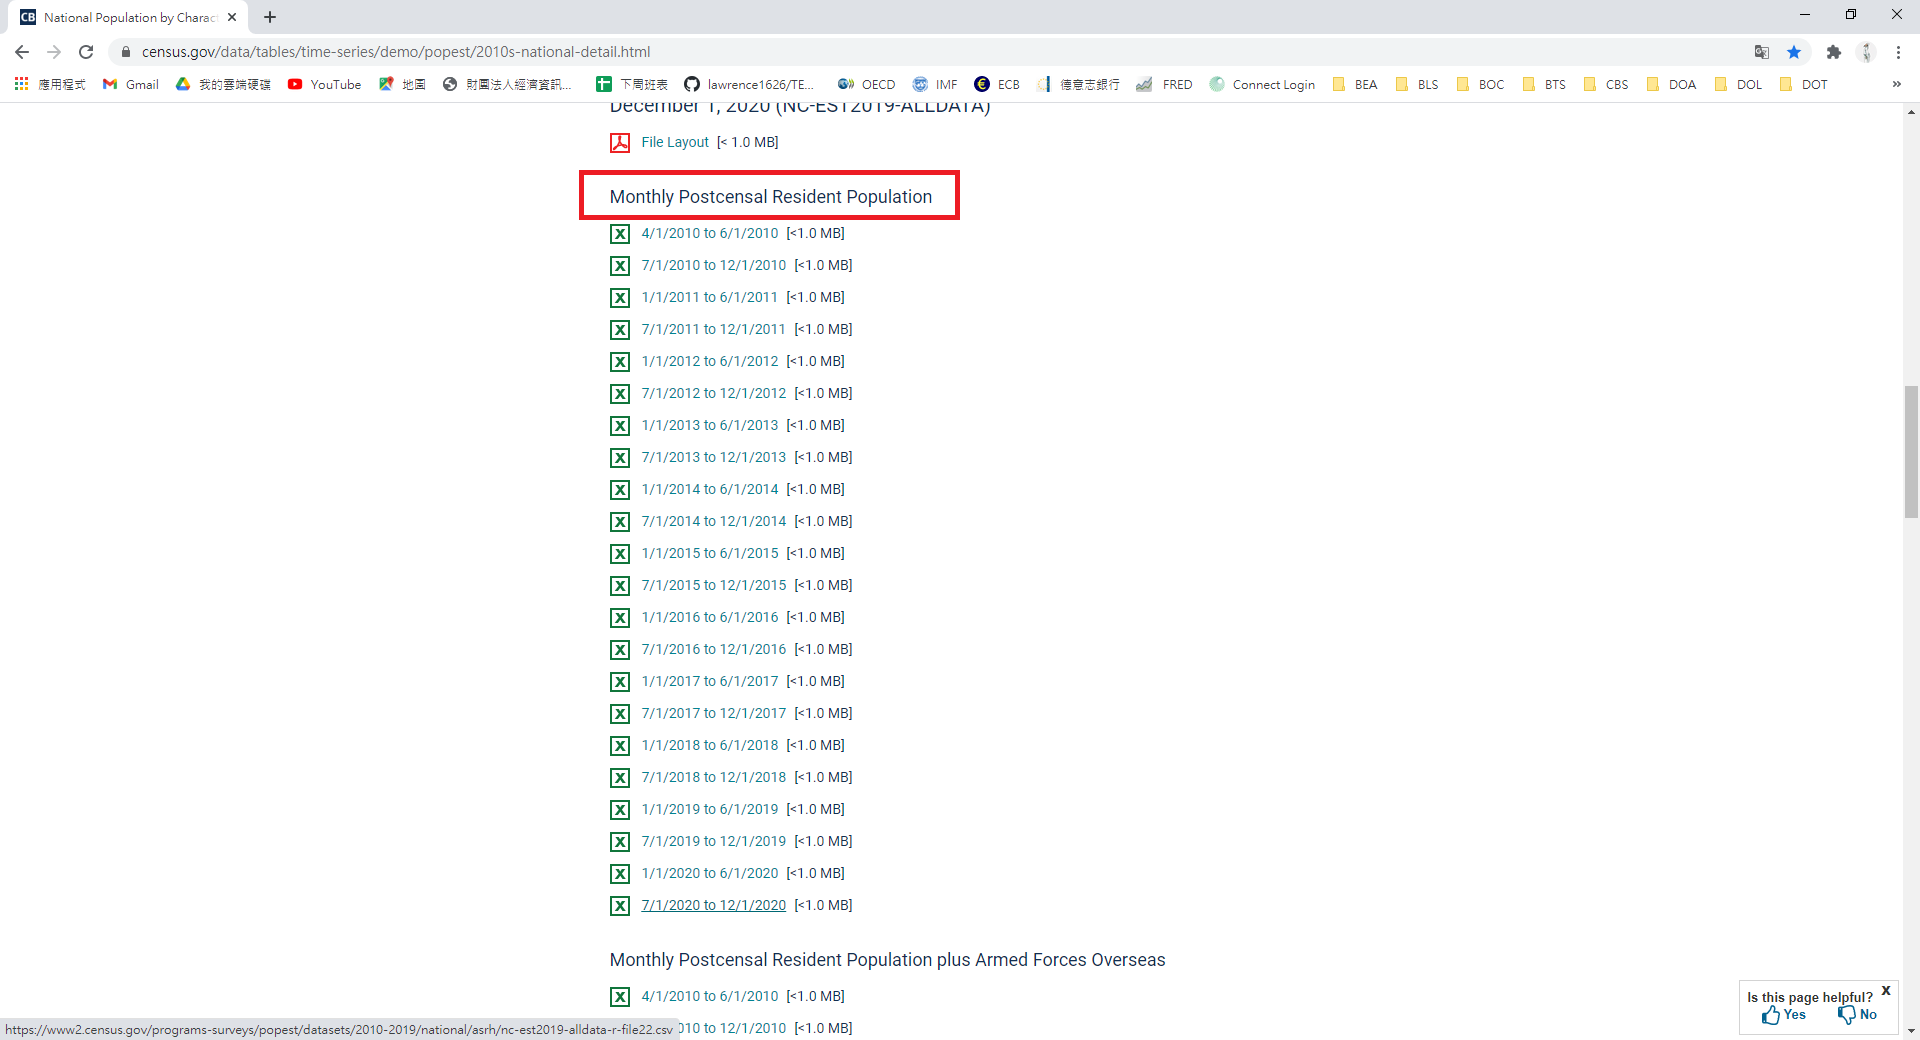 CB National Population by Charact
census.gov/data/tables/time-series/demo/popest/2010s-national-detail.html
應用程式 Gmail 我的雲端硬碟 YouTube 地圖 財團法人經濟資訊... 下周班表 lawrence1626/TE... OECD IMF ECB 德意志銀行 FRED Connect Login BEA BLS BOC BTS CBS DOA DOL DOT »
December 1, 2020 (NC-EST2019-ALLDATA)
File Layout [< 1.0 MB]
Monthly Postcensal Resident Population
4/1/2010 to 6/1/2010 [<1.0 MB]
7/1/2010 to 12/1/2010 [<1.0 MB]
1/1/2011 to 6/1/2011 [<1.0 MB]
7/1/2011 to 12/1/2011 [<1.0 MB]
1/1/2012 to 6/1/2012 [<1.0 MB]
7/1/2012 to 12/1/2012 [<1.0 MB]
1/1/2013 to 6/1/2013 [<1.0 MB]
7/1/2013 to 12/1/2013 [<1.0 MB]
1/1/2014 to 6/1/2014 [<1.0 MB]
7/1/2014 to 12/1/2014 [<1.0 MB]
1/1/2015 to 6/1/2015 [<1.0 MB]
7/1/2015 to 12/1/2015 [<1.0 MB]
1/1/2016 to 6/1/2016 [<1.0 MB]
7/1/2016 to 12/1/2016 [<1.0 MB]
1/1/2017 to 6/1/2017 [<1.0 MB]
7/1/2017 to 12/1/2017 [<1.0 MB]
1/1/2018 to 6/1/2018 [<1.0 MB]
7/1/2018 to 12/1/2018 [<1.0 MB]
1/1/2019 to 6/1/2019 [<1.0 MB]
7/1/2019 to 12/1/2019 [<1.0 MB]
1/1/2020 to 6/1/2020 [<1.0 MB]
7/1/2020 to 12/1/2020 [<1.0 MB]
Monthly Postcensal Resident Population plus Armed Forces Overseas
4/1/2010 to 6/1/2010 [<1.0 MB]
010 to 12/1/2010 [<1.0 MB]
https://www2.census.gov/programs-surveys/popest/datasets/2010-2019/national/asrh/nc-est2019-alldata-r-file22.csv
Is this page helpful? X
Yes No